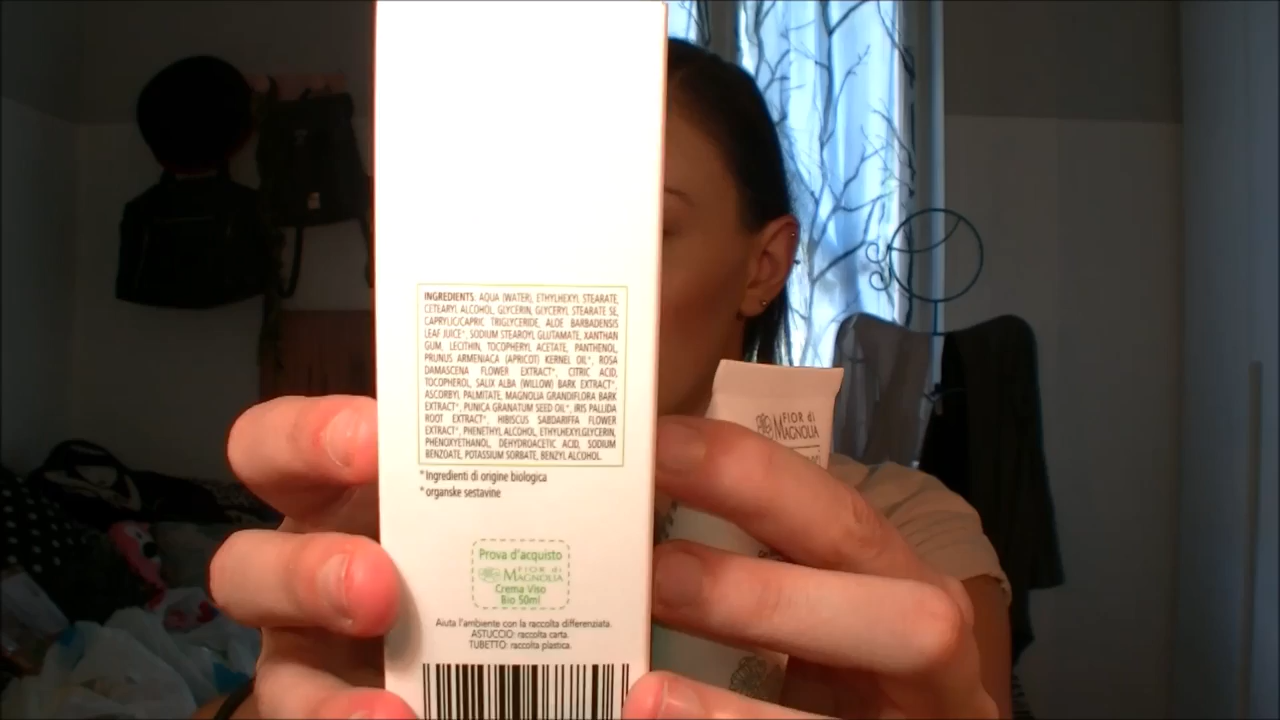 INGREDIENTS: AQUA (WATER), ETHYLHEXYL STEARATE,
CETEARYL ALCOHOL, GLYCERIN, GLYCERYL STEARATE SE,
CAPRYLIC/CAPRIC TRIGLYCERIDE, ALOE BARBADENSIS
LEAF JUICE*, SODIUM STEAROYL GLUTAMATE, XANTHAN
GUM, LECITHIN, TOCOPHERYL ACETATE, PANTHENOL,
PRUNUS ARMENIACA (APRICOT) KERNEL OIL*, ROSA
DAMASCENA FLOWER EXTRACT*, CITRIC ACID,
TOCOPHEROL, SALIX ALBA (WILLOW) BARK EXTRACT*,
ASCORBYL PALMITATE, MAGNOLIA GRANDIFLORA BARK
EXTRACT*, PUNICA GRANATUM SEED OIL*, IRIS PALLIDA
ROOT EXTRACT*, HIBISCUS SABDARIFFA FLOWER
EXTRACT*, PHENETHYL ALCOHOL, ETHYLHEXYLGLYCERIN,
PHENOXYETHANOL, DEHYDROACETIC ACID, SODIUM
BENZOATE, POTASSIUM SORBATE, BENZYL ALCOHOL.
*Ingredienti di origine biologica
*organske sestavine
Prova d'acquisto
FIOR di
MAGNOLIA
Crema Viso
Bio 50ml
Aiuta l'ambiente con la raccolta differenziata.
ASTUCCIO: raccolta carta.
TUBETTO: raccolta plastica.
FIOR di
MAGNOLIA